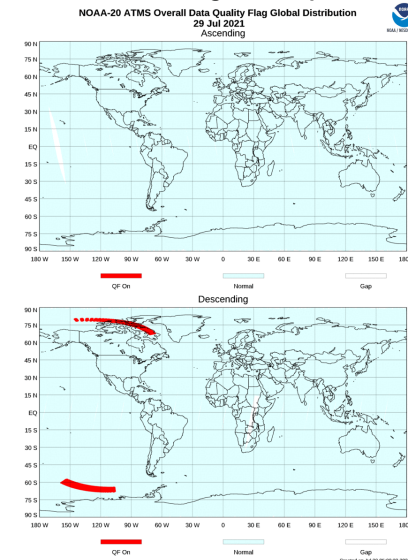 NOAA-20 ATMS Overall Data Quality Flag Global Distribution
29 Jul 2021
Ascending
90 N
75 N
60 N
45 N
30 N
15 N
EQ
15 S
30 S
45 S
60 S
75 S
90 S
180 W 150 W 120 W 90 W 60 W 30 W 0 W 30 E 60 E 90 E 120 E 150 E 180
QF On Normal Gap
Descending
90 N
75 N
60 N
45 N
30 N
15 N
EQ
15 S
30 S
45 S
60 S
75 S
90 S
180 W 150 W 120 W 90 W 60 W 30 W 0 W 30 E 60 E 90 E 120 E 150 E 180
QF On Normal Gap